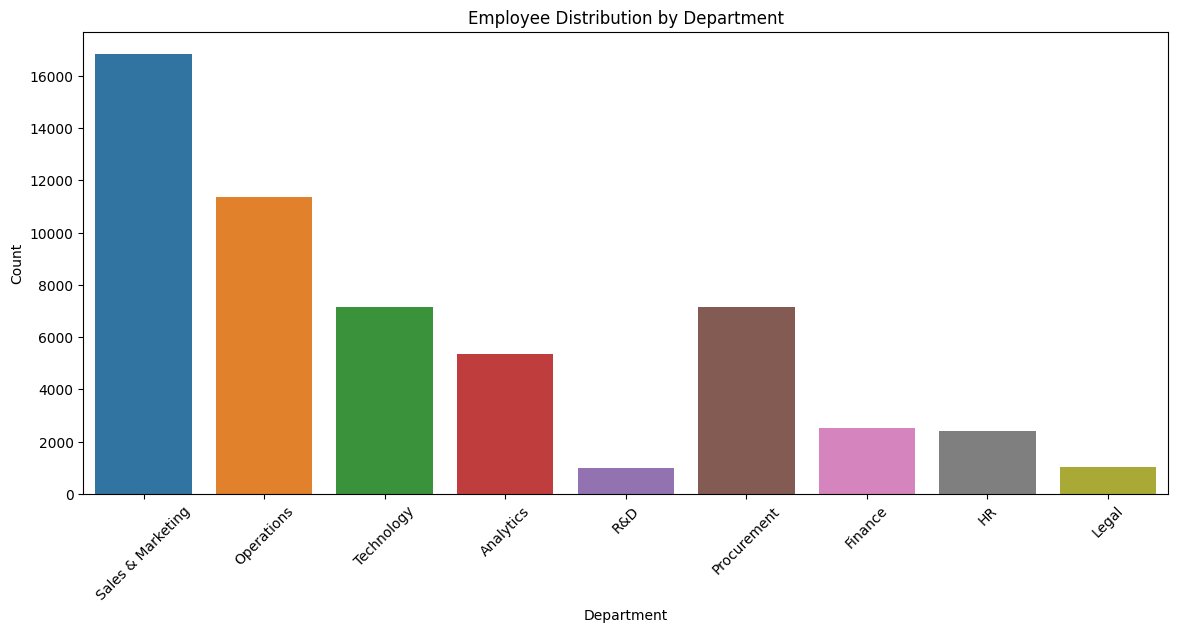 Employee Distribution by Department
Count
16000
14000
12000
10000
8000
6000
4000
2000
0
Sales & Marketing
Operations
Technology
Analytics
R&D
Procurement
Finance
HR
Legal
Department